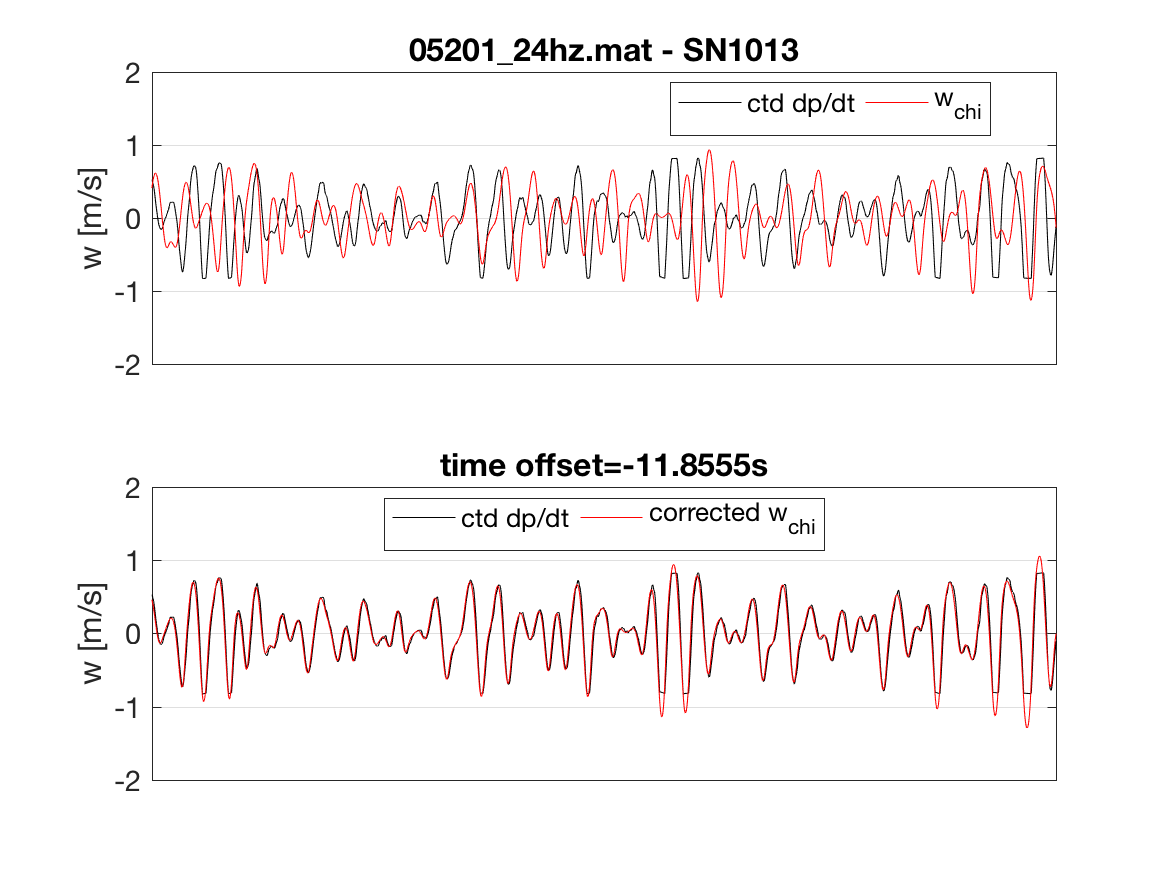 05201_24hz.mat - SN1013
ctd dp/dt w_chi
2
1
0
-1
-2
w [m/s]
time offset=-11.8555s
ctd dp/dt corrected w_chi
2
1
0
-1
-2
w [m/s]